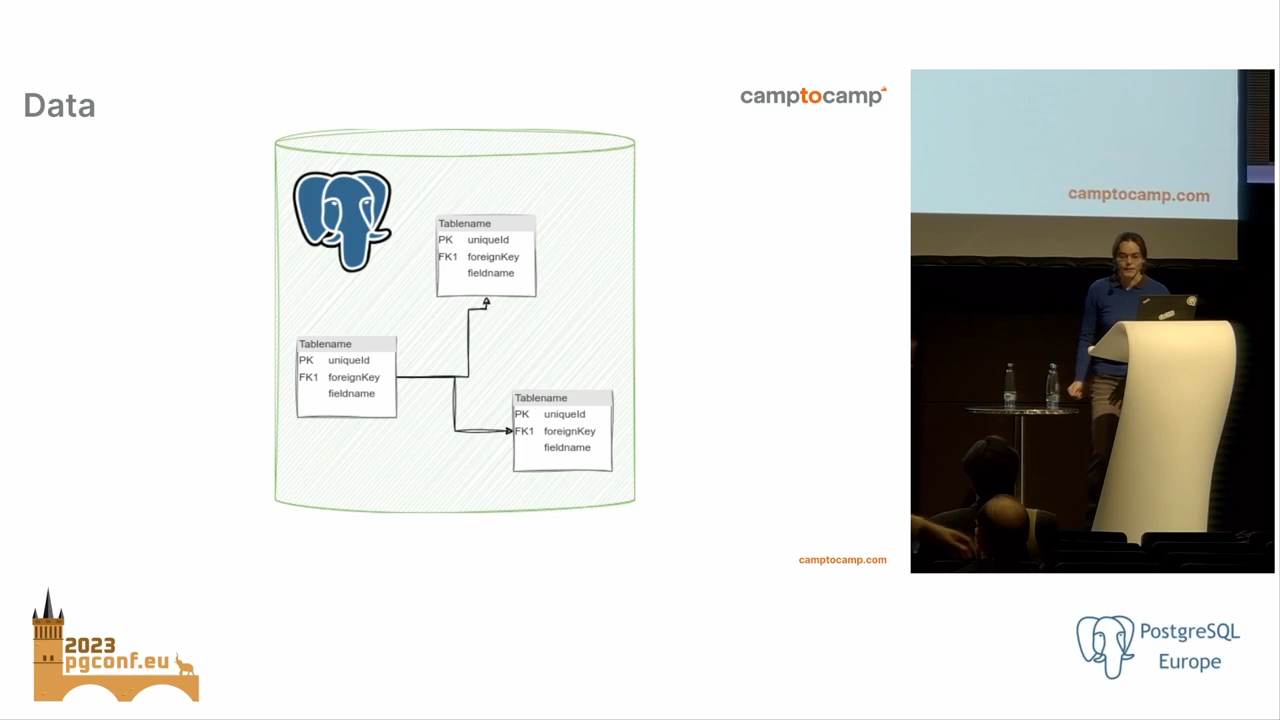 Data
camptocamp
Tablename
PK uniqueId
FK1 foreignKey
fieldname
Tablename
PK uniqueId
FK1 foreignKey
fieldname
Tablename
PK uniqueId
FK1 foreignKey
fieldname
camptocamp.com
camptocamp.com
2023
pgconf.eu
PostgreSQL
Europe